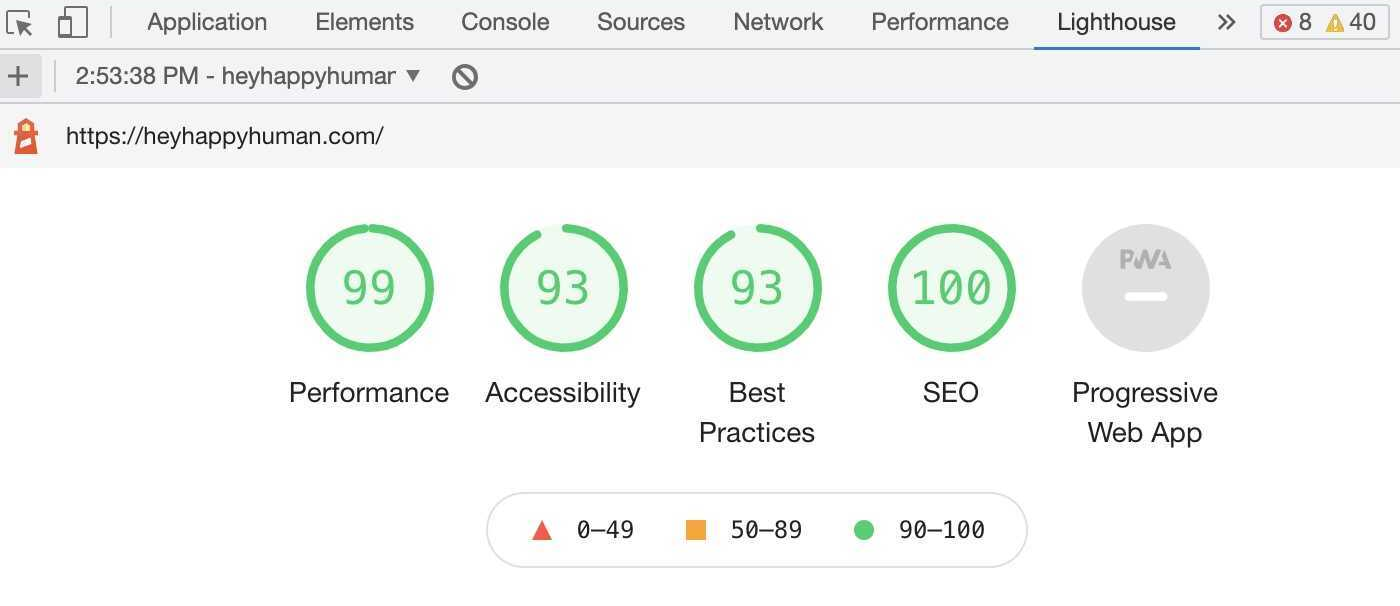 Application Elements Console Sources Network Performance Lighthouse » 8 40
+ 2:53:38 PM - heyhappyhumar
https://heyhappyhuman.com/
99 93 93 100 PWA
Performance Accessibility Best Practices SEO Progressive Web App
0–49 50–89 90–100